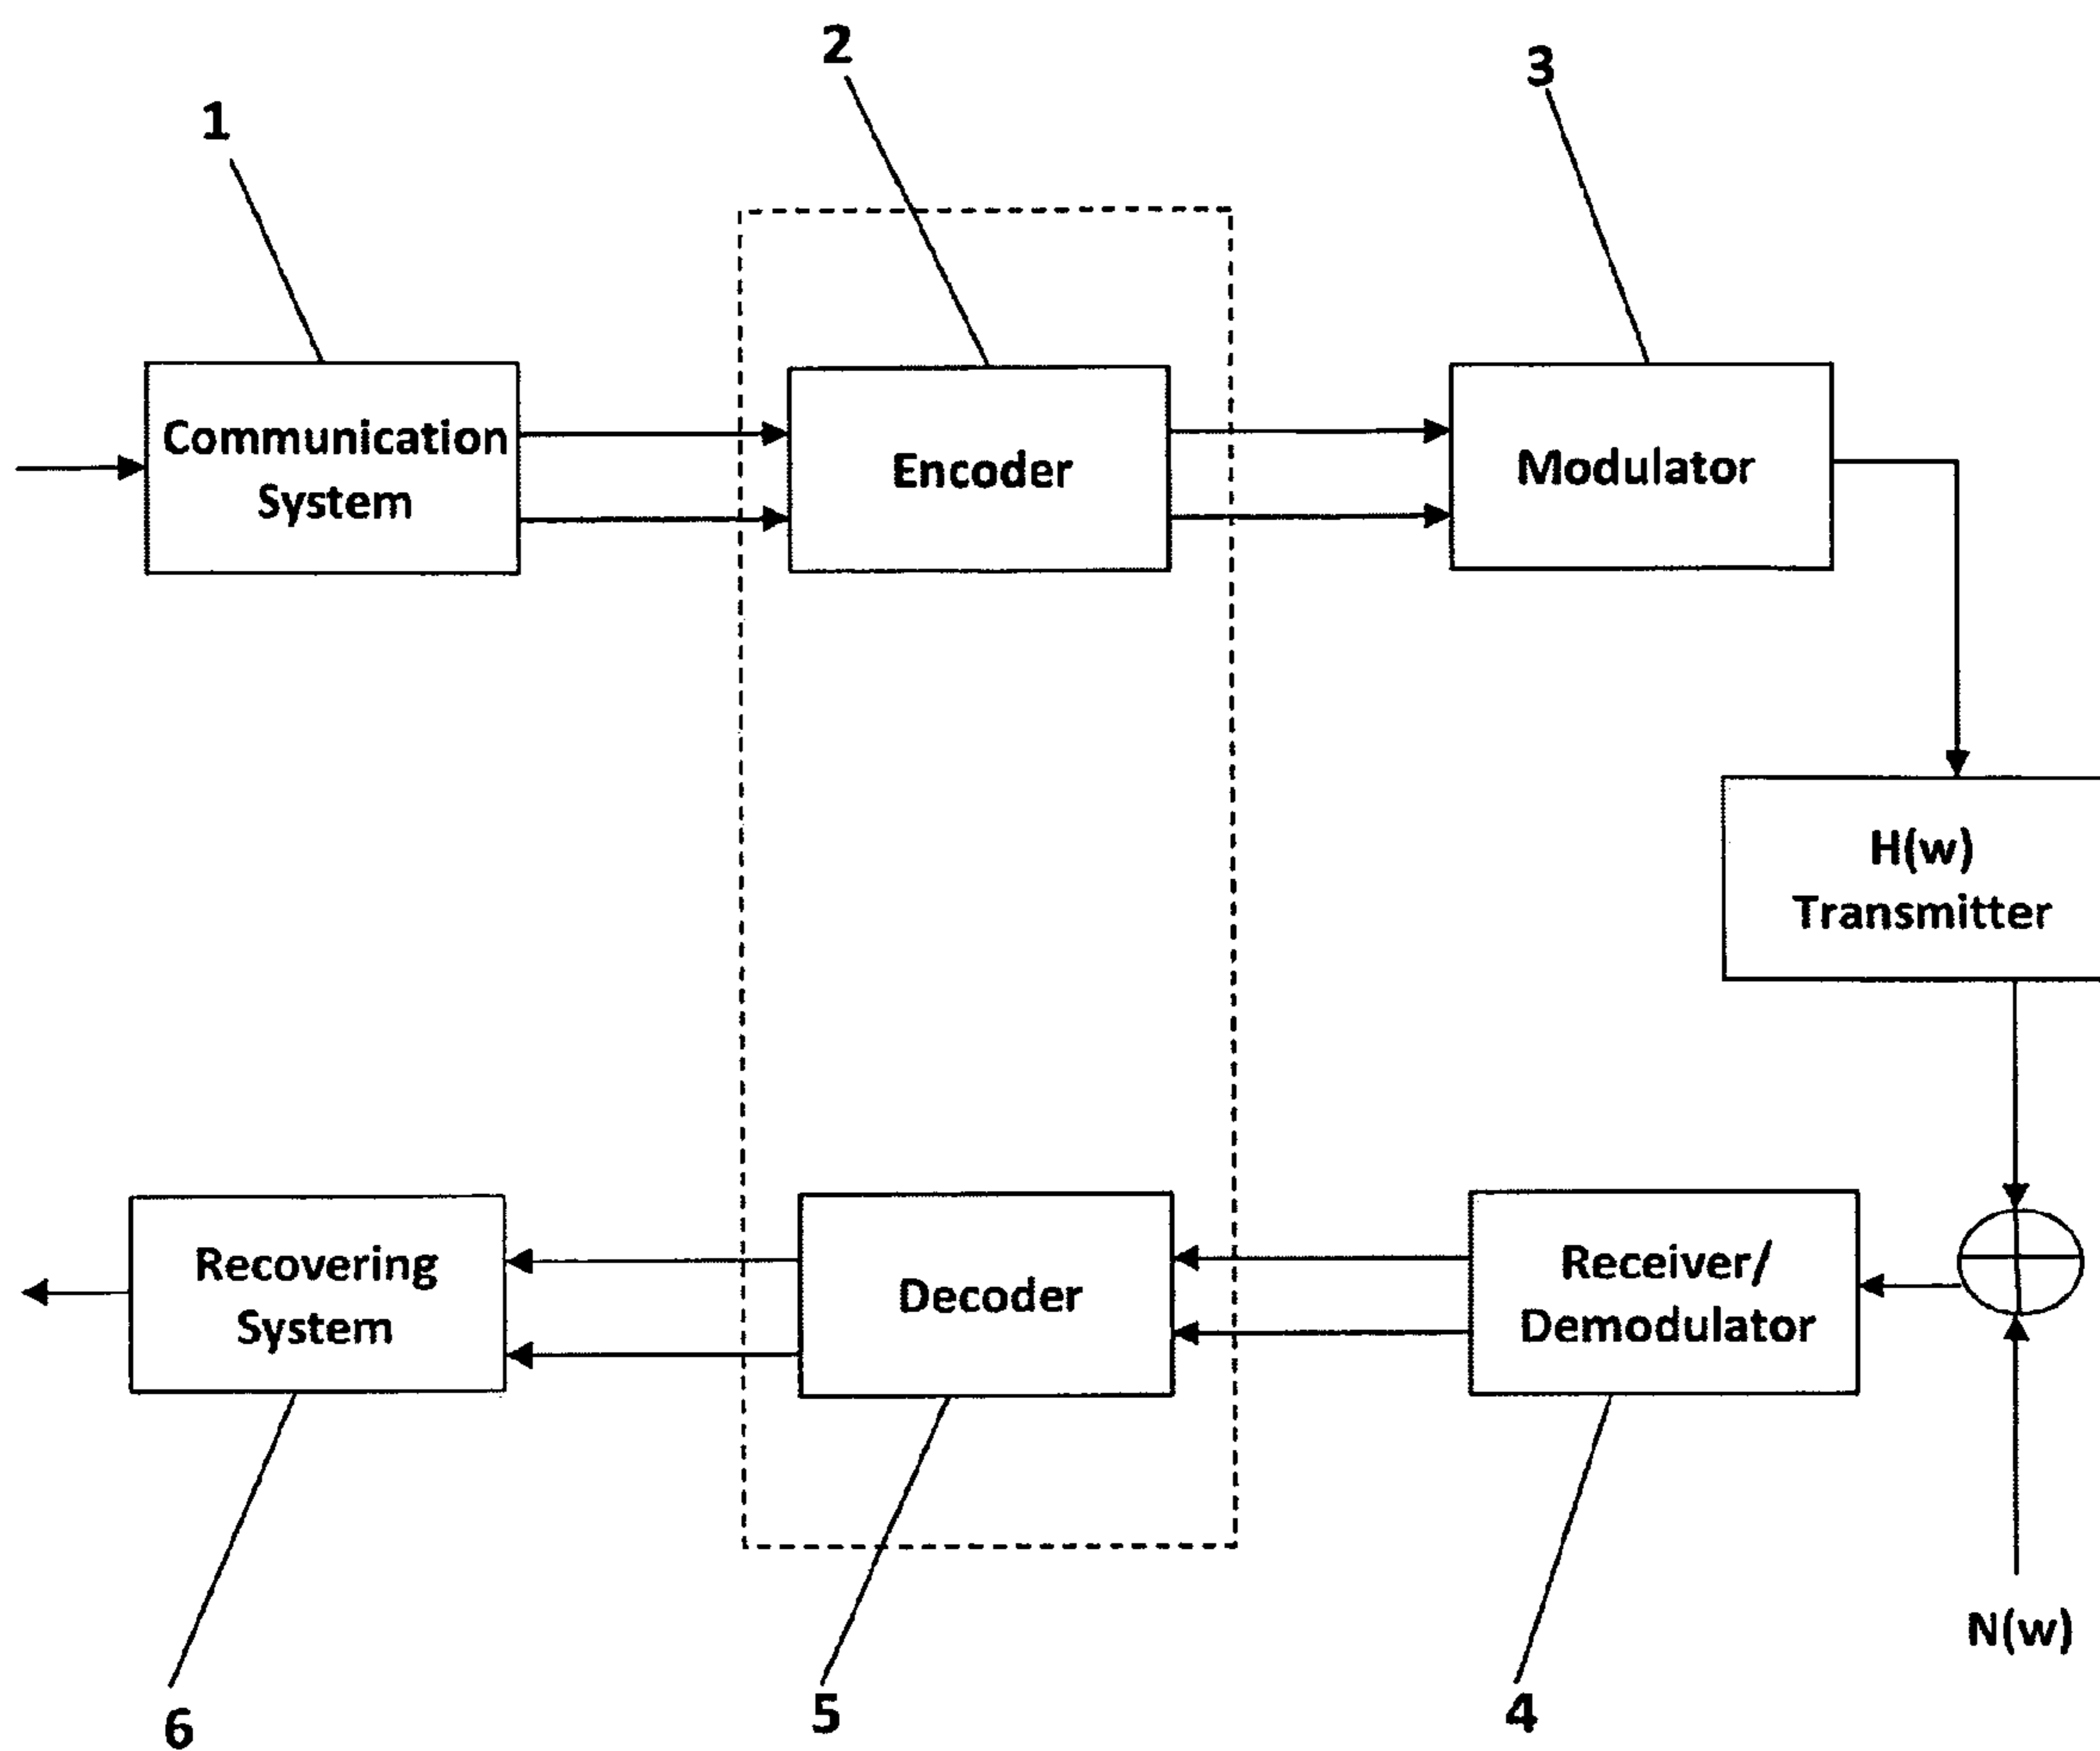 1
2
3
Communication
System
Encoder
Modulator
H(w)
Transmitter
Recovering
System
Decoder
Receiver/
Demodulator
N(w)
6
5
4